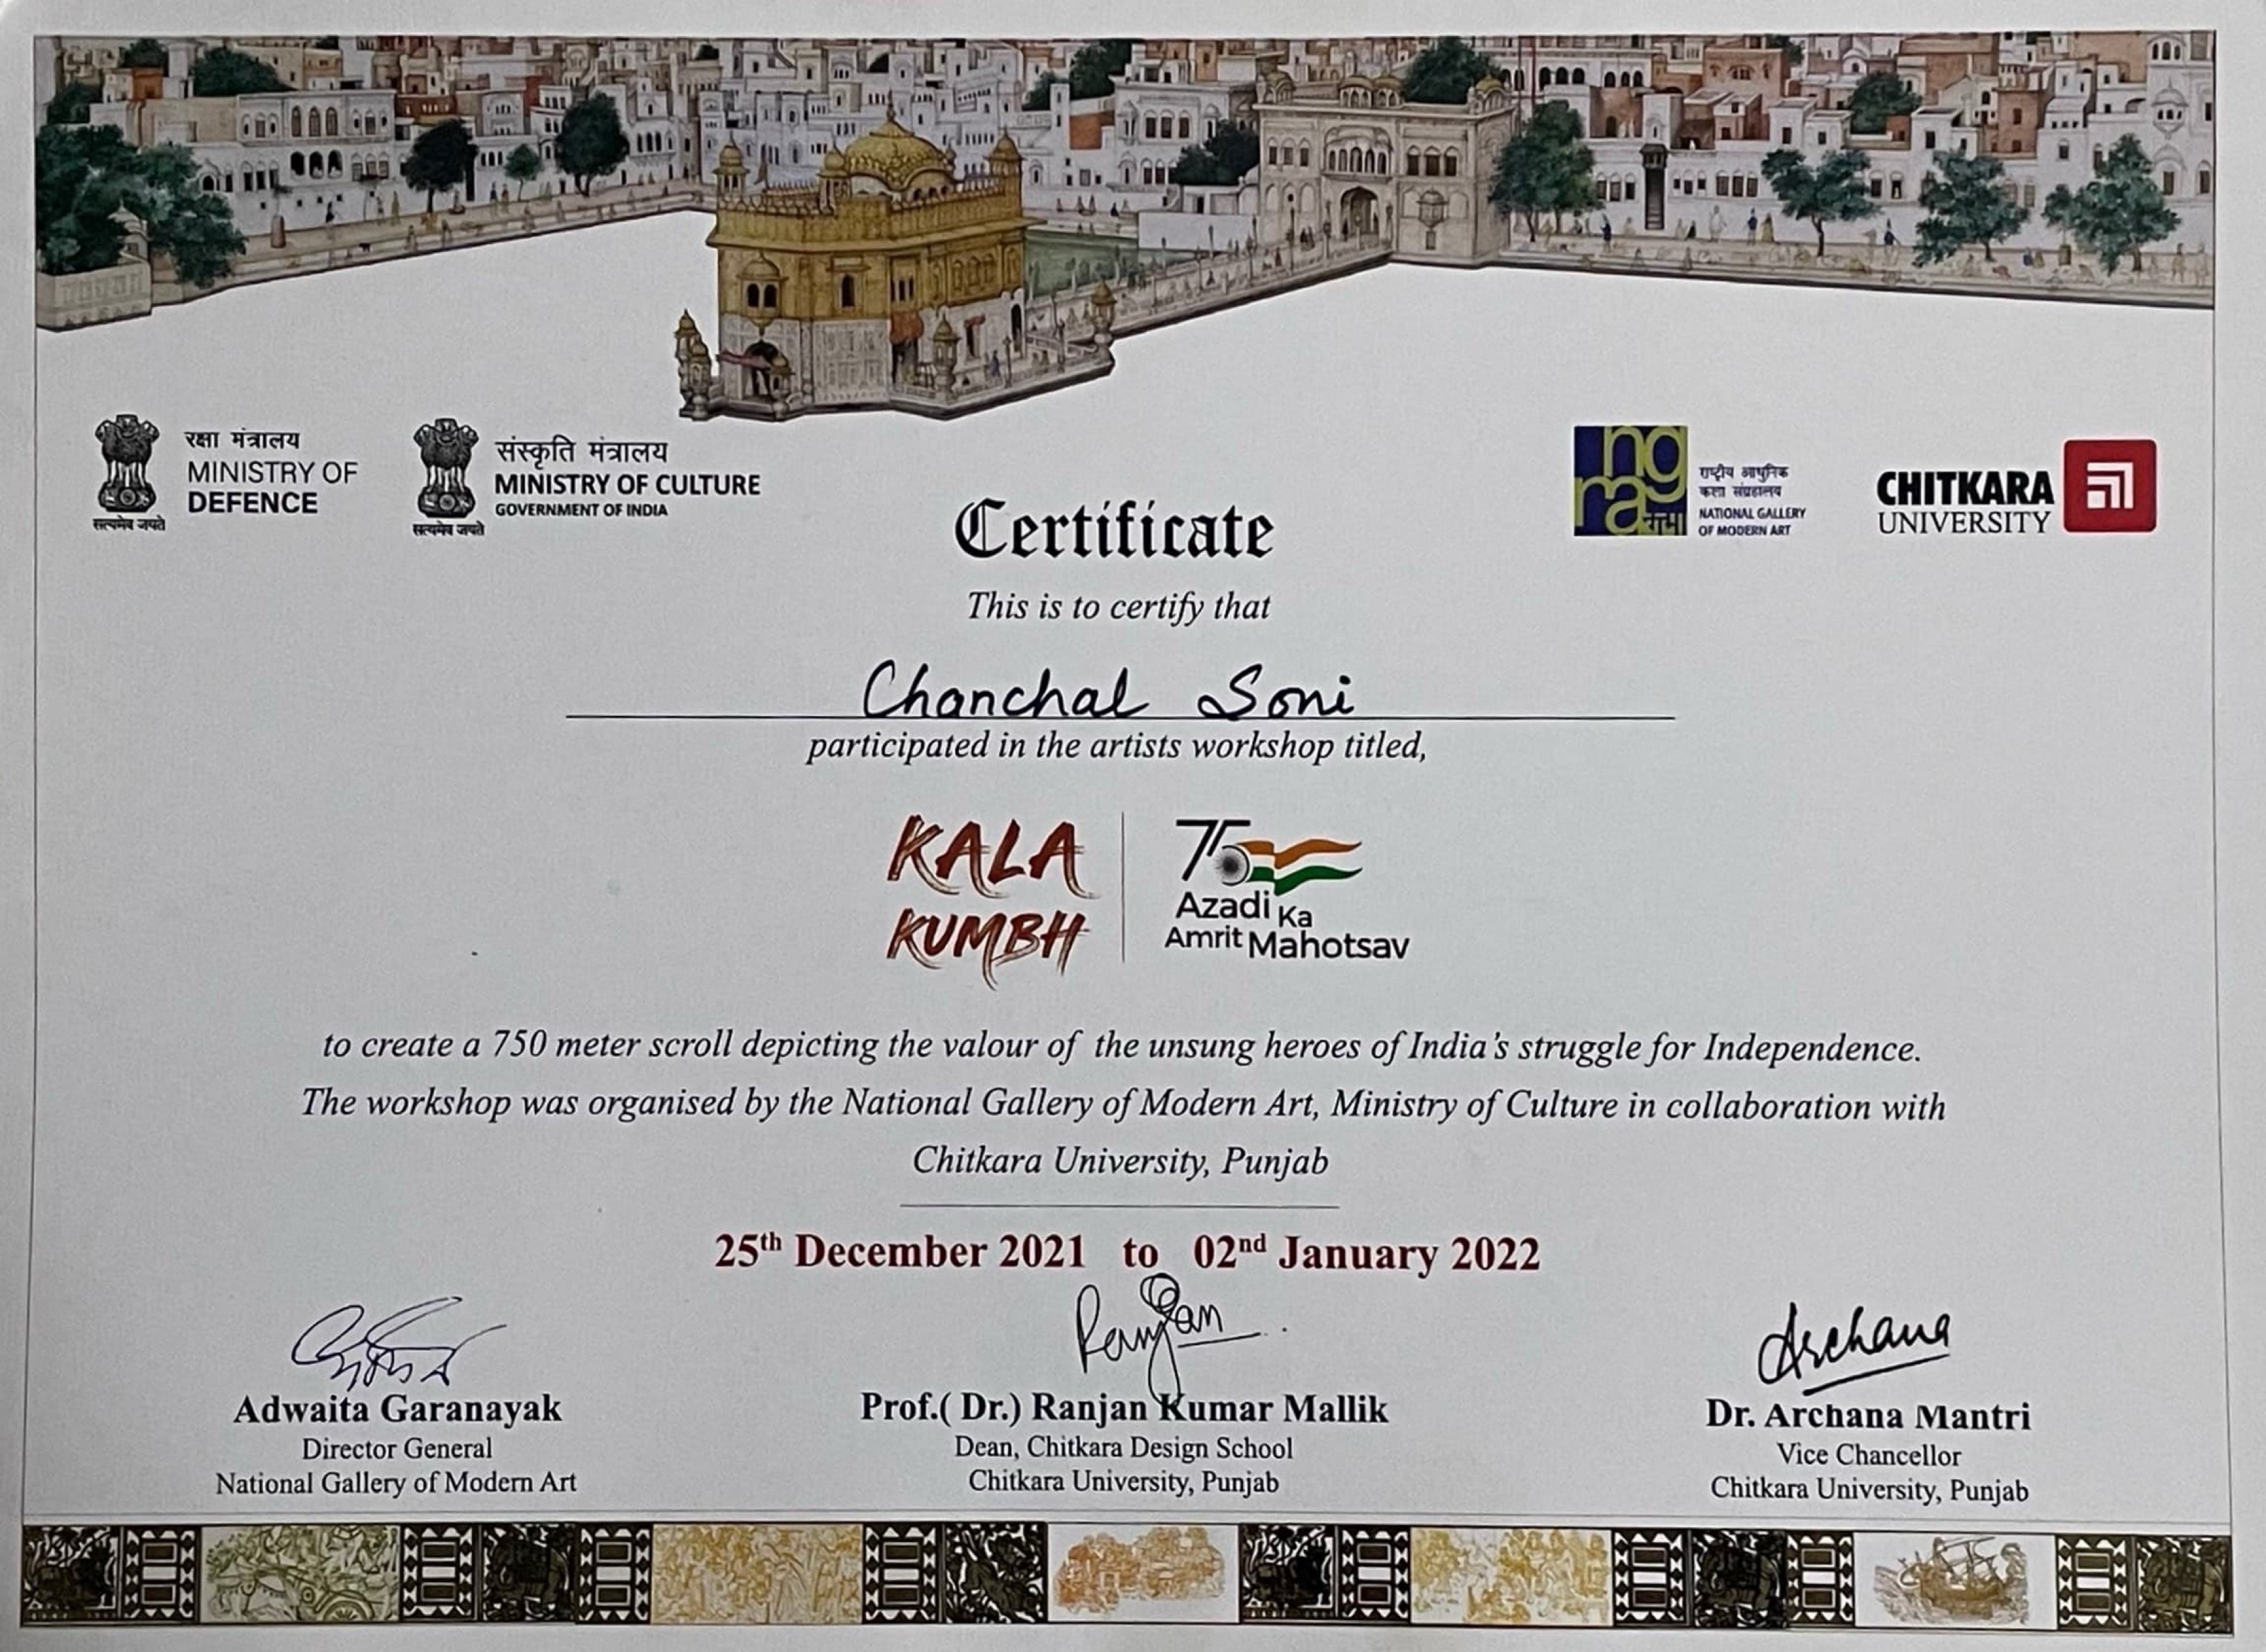 रक्षा मंत्रालय
MINISTRY OF
DEFENCE
सत्यमेव जयते
संस्कृति मंत्रालय
MINISTRY OF CULTURE
GOVERNMENT OF INDIA
सत्यमेव जयते
ng
ma
राष्ट्रीय आधुनिक
कला संग्रहालय
NATIONAL GALLERY
OF MODERN ART
CHITKARA
UNIVERSITY
Certificate
This is to certify that
Chanchal Soni
participated in the artists workshop titled,
KALA
KUMBH
75
Azadi Ka
Amrit Mahotsav
to create a 750 meter scroll depicting the valour of the unsung heroes of India's struggle for Independence.
The workshop was organised by the National Gallery of Modern Art, Ministry of Culture in collaboration with
Chitkara University, Punjab
25th December 2021 to 02nd January 2022
Ranjan
Archana
Adwaita Garanayak
Director General
National Gallery of Modern Art
Prof.( Dr.) Ranjan Kumar Mallik
Dean, Chitkara Design School
Chitkara University, Punjab
Dr. Archana Mantri
Vice Chancellor
Chitkara University, Punjab